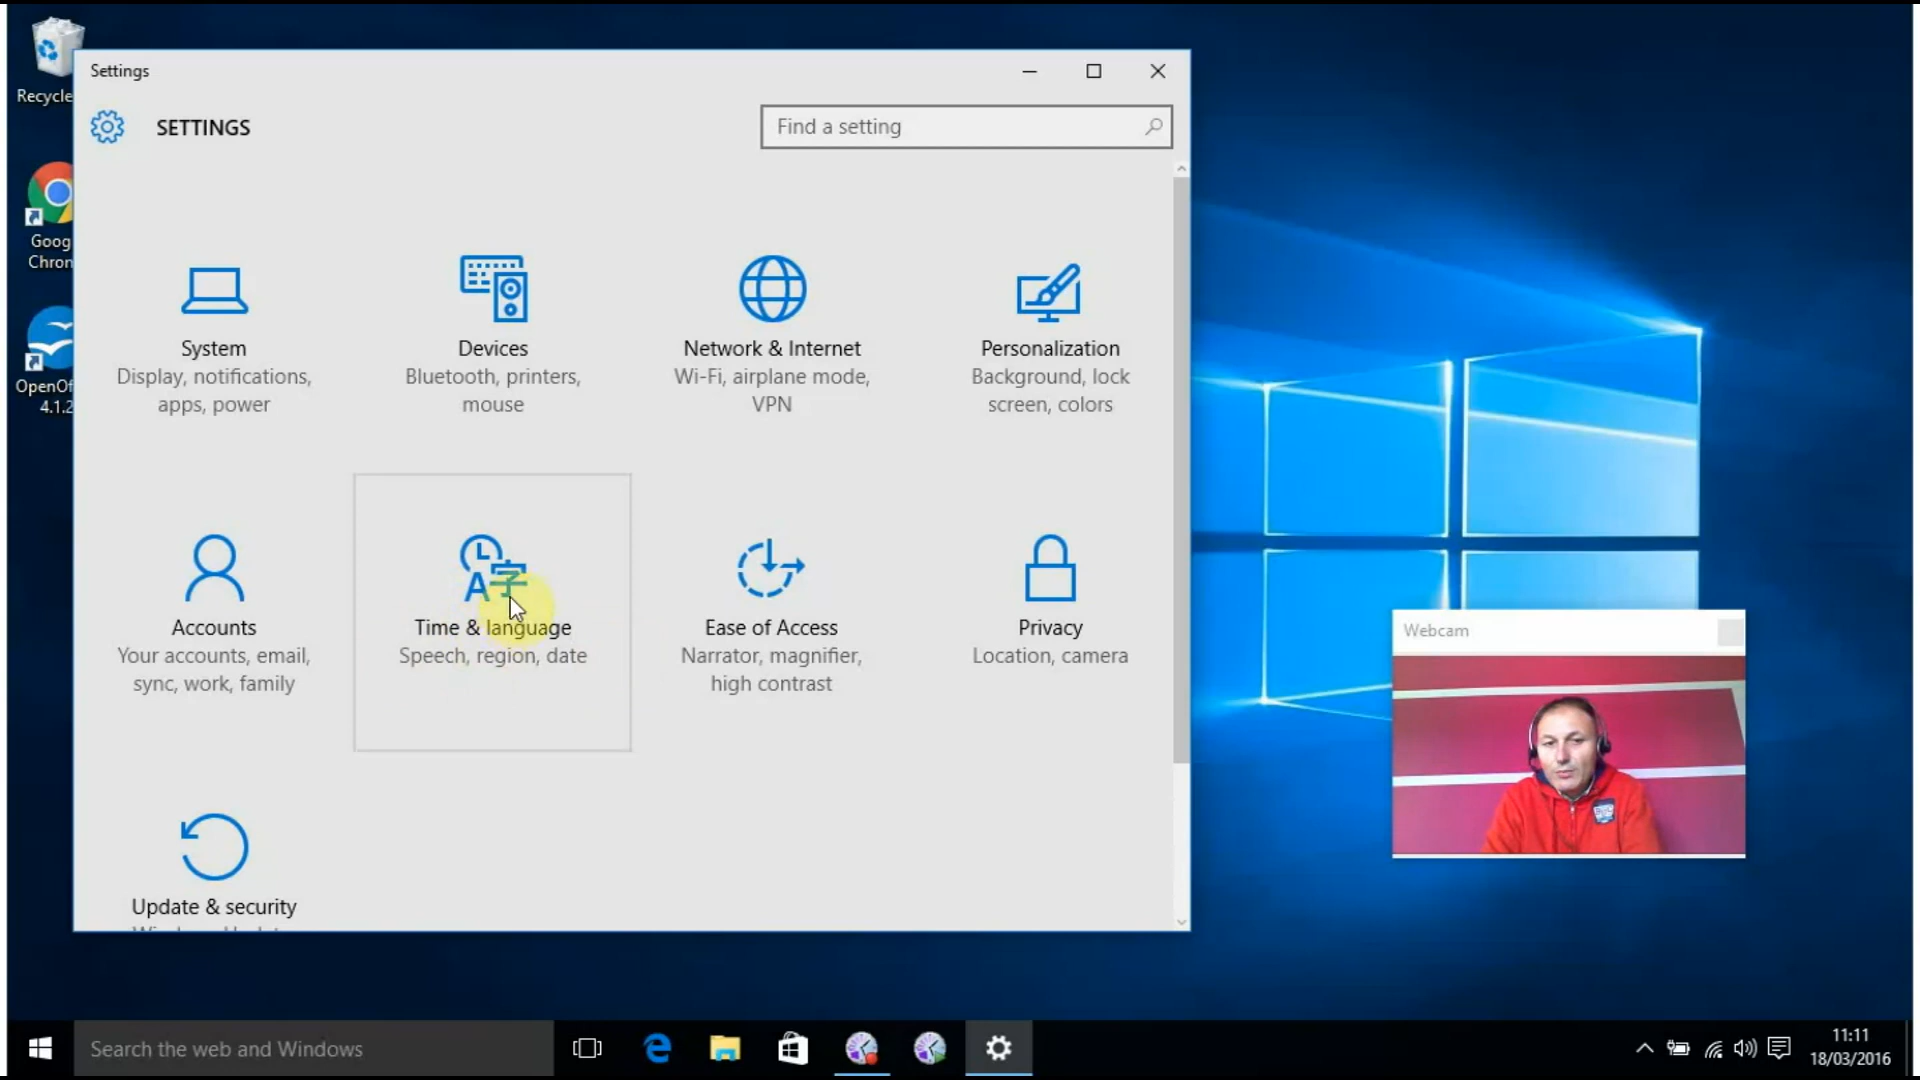 Recycle
Goog
Chron
OpenOf
4.1.2
Settings
SETTINGS
Find a setting
System
Display, notifications,
apps, power
Devices
Bluetooth, printers,
mouse
Network & Internet
Wi-Fi, airplane mode,
VPN
Personalization
Background, lock
screen, colors
Accounts
Your accounts, email,
sync, work, family
A字
Time & language
Speech, region, date
Ease of Access
Narrator, magnifier,
high contrast
Privacy
Location, camera
Update & security
Webcam
Search the web and Windows
11:11
18/03/2016